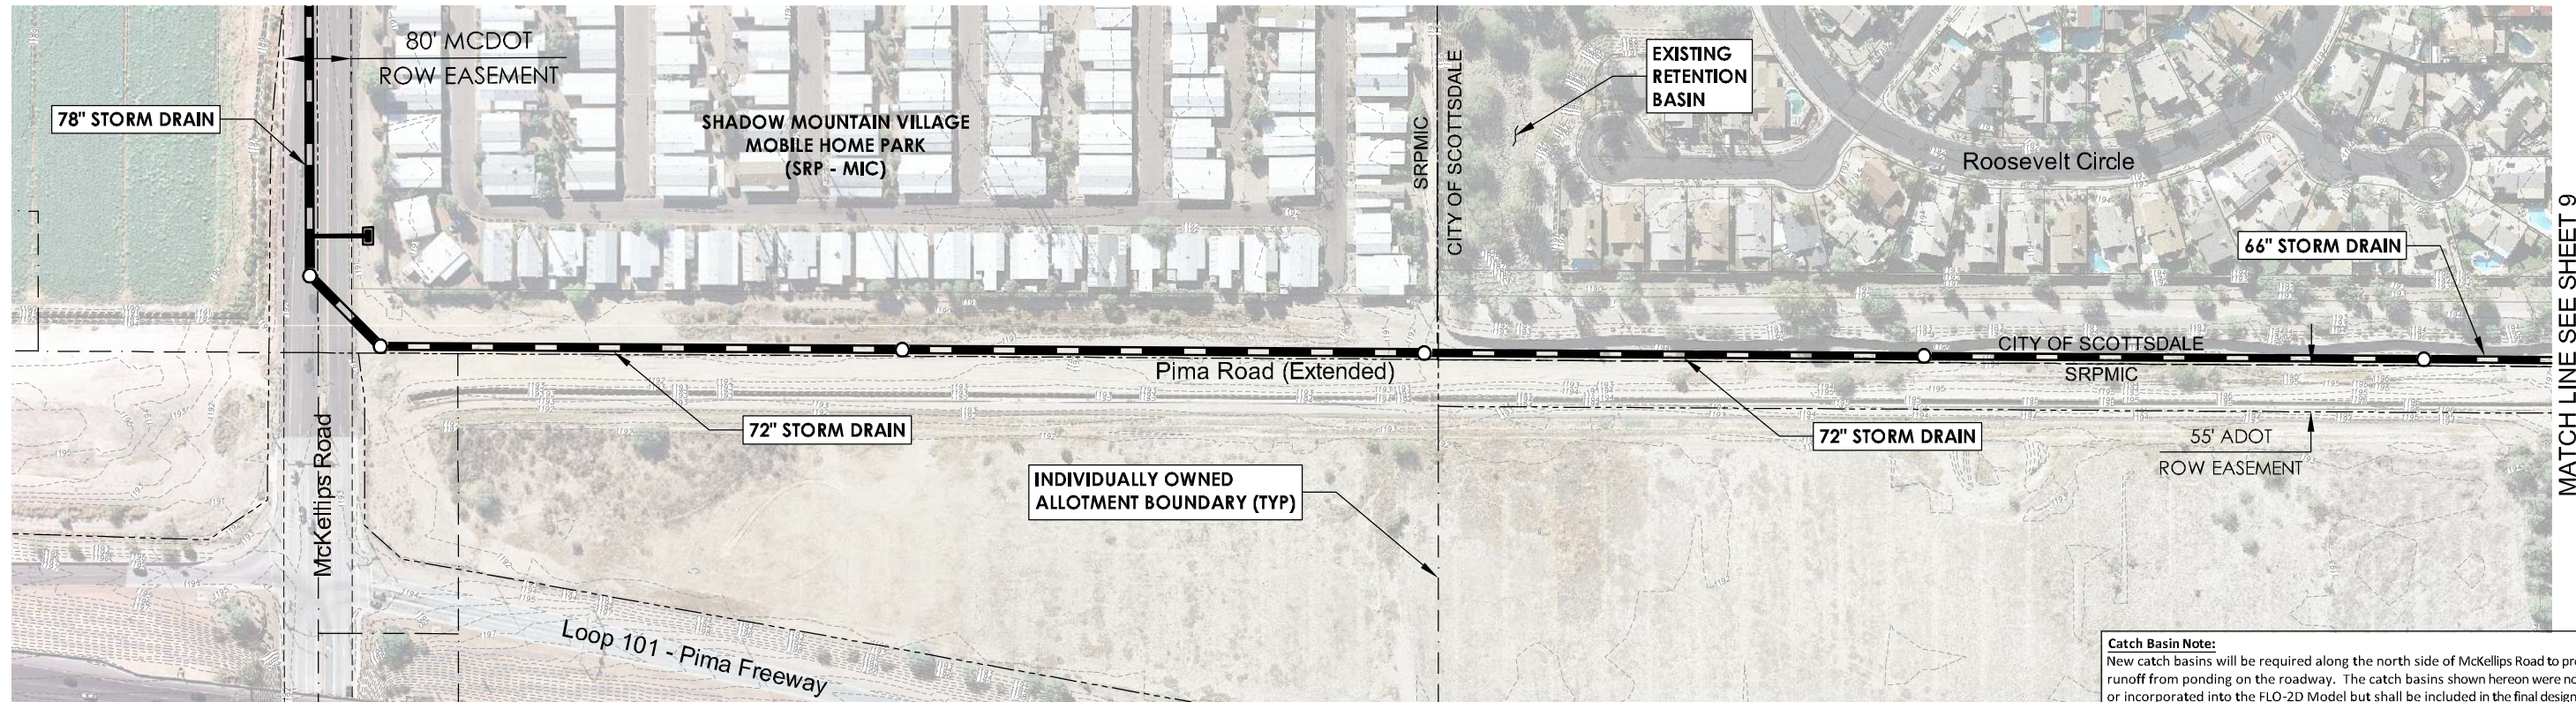 80' MCDOT
ROW EASEMENT
78" STORM DRAIN
SHADOW MOUNTAIN VILLAGE
MOBILE HOME PARK
(SRP - MIC)
SRPMIC
CITY OF SCOTTSDALE
EXISTING
RETENTION
BASIN
Roosevelt Circle
66" STORM DRAIN
MATCH LINE SEE SHEET 9
CITY OF SCOTTSDALE
SRPMIC
Pima Road (Extended)
72" STORM DRAIN
72" STORM DRAIN
55' ADOT
ROW EASEMENT
INDIVIDUALLY OWNED
ALLOTMENT BOUNDARY (TYP)
McKellips Road
Loop 101 - Pima Freeway
Catch Basin Note:
New catch basins will be required along the north side of McKellips Road to pre
runoff from ponding on the roadway. The catch basins shown hereon were no
or incorporated into the FLO-2D Model but shall be included in the final design